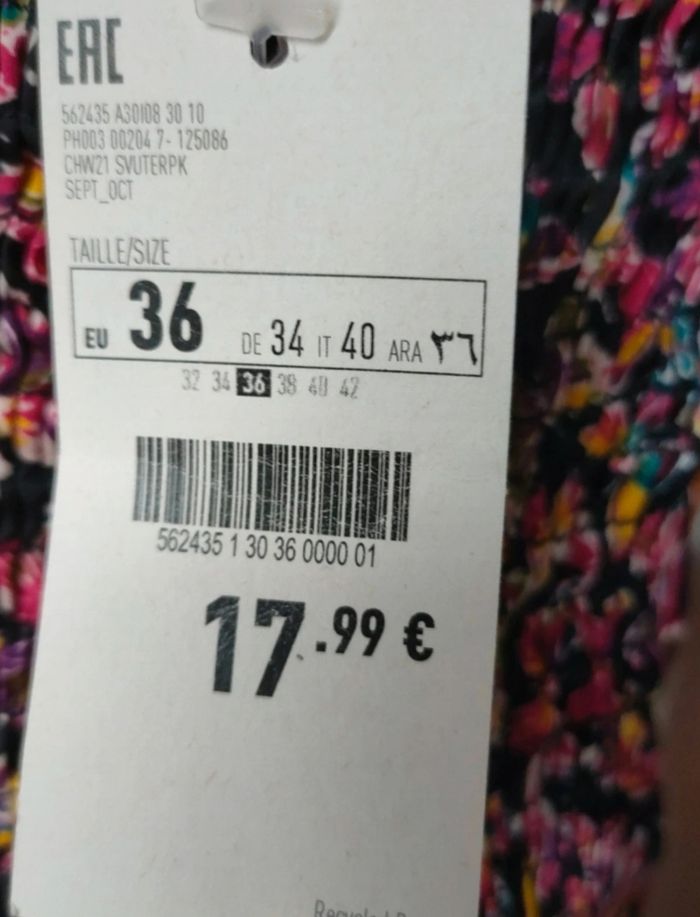 EAC
562435 A30108 30 10
PH003 00204 7- 125086
CHW21 SVUTERPK
SEPT_OCT
TAILLE/SIZE
EU 36 DE 34 IT 40 ARA ٣٦
32 34 36 38 40 42
562435 1 30 36 0000 01
17.99 €